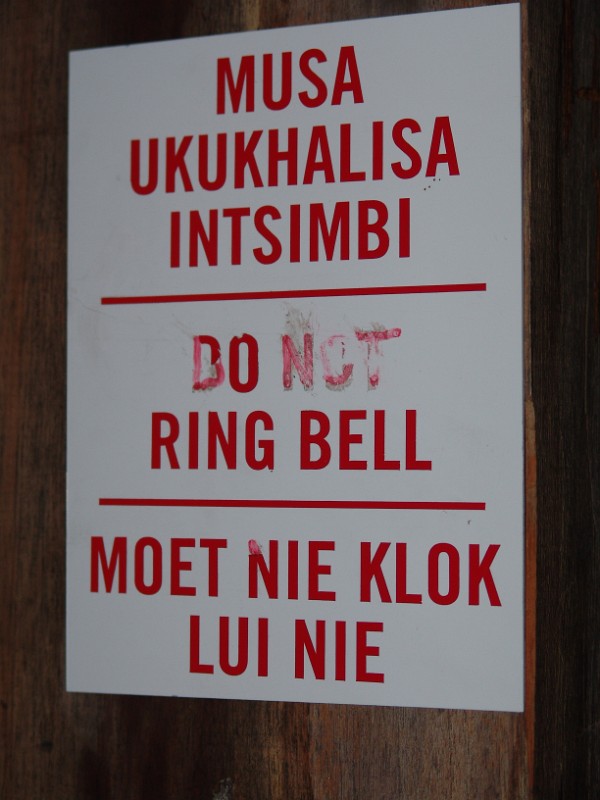 MUSA
UKUKHALISA
INTSIMBI
DO NOT
RING BELL
MOET NIE KLOK
LUI NIE